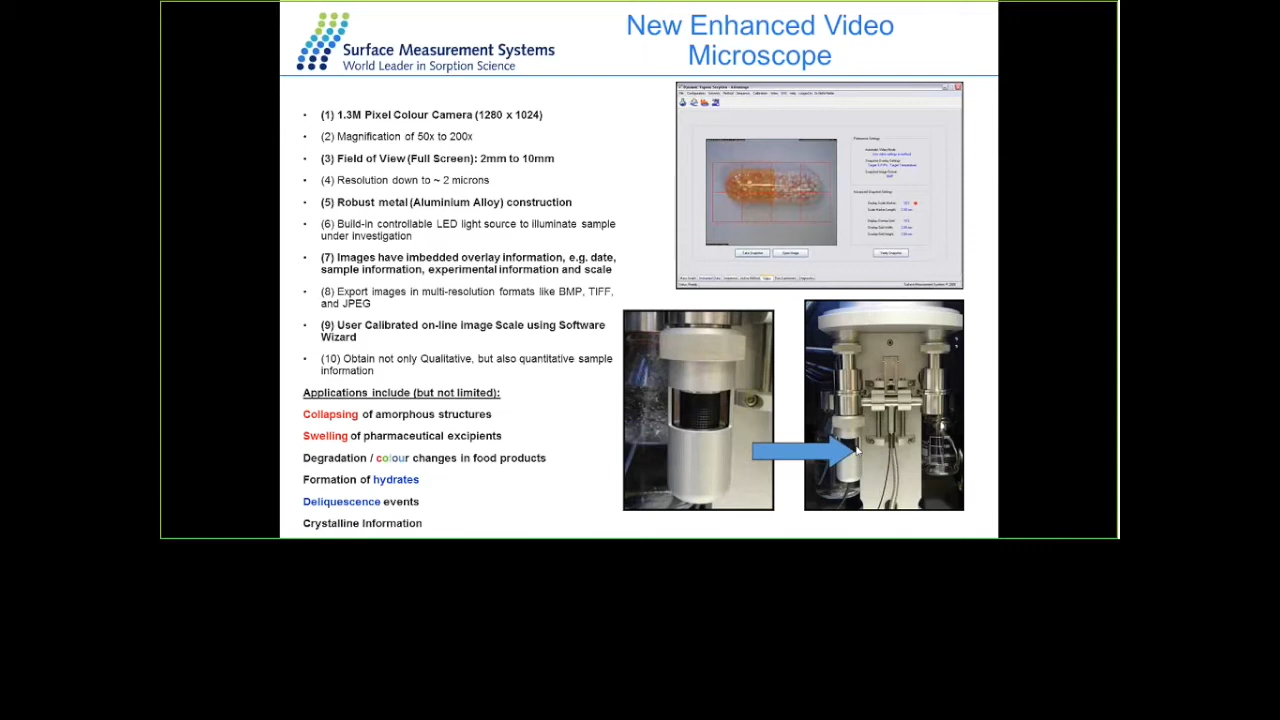 Surface Measurement Systems
World Leader in Sorption Science
New Enhanced Video
Microscope
• (1) 1.3M Pixel Colour Camera (1280 x 1024)
• (2) Magnification of 50x to 200x
• (3) Field of View (Full Screen): 2mm to 10mm
• (4) Resolution down to ~ 2 microns
• (5) Robust metal (Aluminium Alloy) construction
• (6) Build-in controllable LED light source to illuminate sample
under investigation
• (7) Images have imbedded overlay information, e.g. date,
sample information, experimental information and scale
• (8) Export images in multi-resolution formats like BMP, TIFF,
and JPEG
• (9) User Calibrated on-line image Scale using Software
Wizard
• (10) Obtain not only Qualitative, but also quantitative sample
information
Applications include (but not limited):
Collapsing of amorphous structures
Swelling of pharmaceutical excipients
Degradation / colour changes in food products
Formation of hydrates
Deliquescence events
Crystalline Information